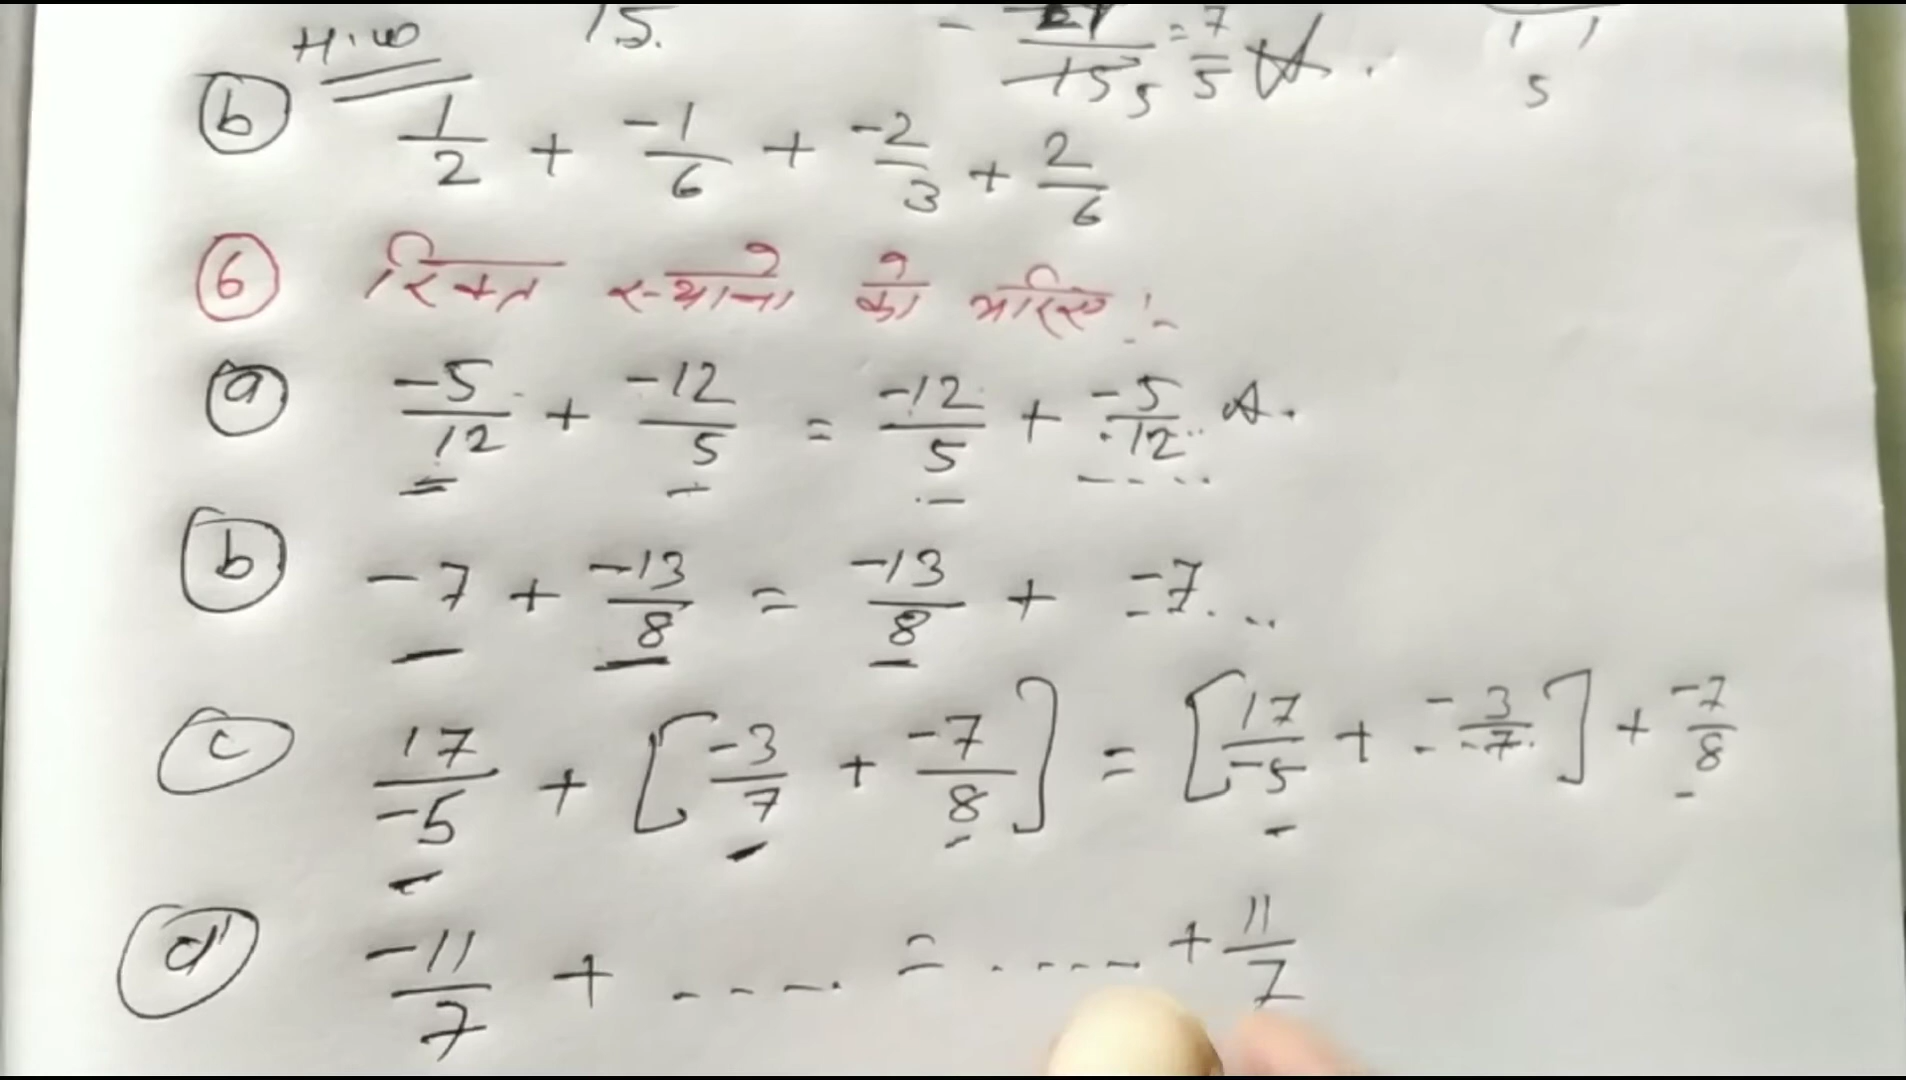 H.W 15. - 21/15 5 = 7/5 A. 5
(b) 1/2 + -1/6 + -2/3 + 2/6
(6) रिक्त स्थानों को भरिए :-
(a) -5/12 + -12/5 = -12/5 + -5/12 A.
(b) -7 + -13/8 = -13/8 + -7...
(c) 17/-5 + [-3/7 + -7/8] = [17/-5 + -3/7] + -7/8
(d) -11/7 + ..... = ..... + 11/7